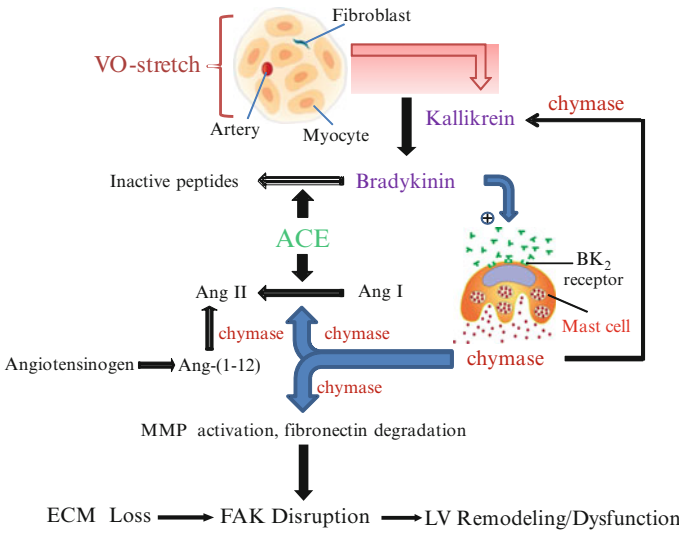 Fibroblast
VO-stretch
Artery
Myocyte
chymase
Kallikrein
Inactive peptides
Bradykinin
ACE
BK2
receptor
Ang II
Ang I
Mast cell
chymase
chymase
chymase
Angiotensinogen
Ang-(1-12)
chymase
MMP activation, fibronectin degradation
ECM Loss
FAK Disruption
LV Remodeling/Dysfunction